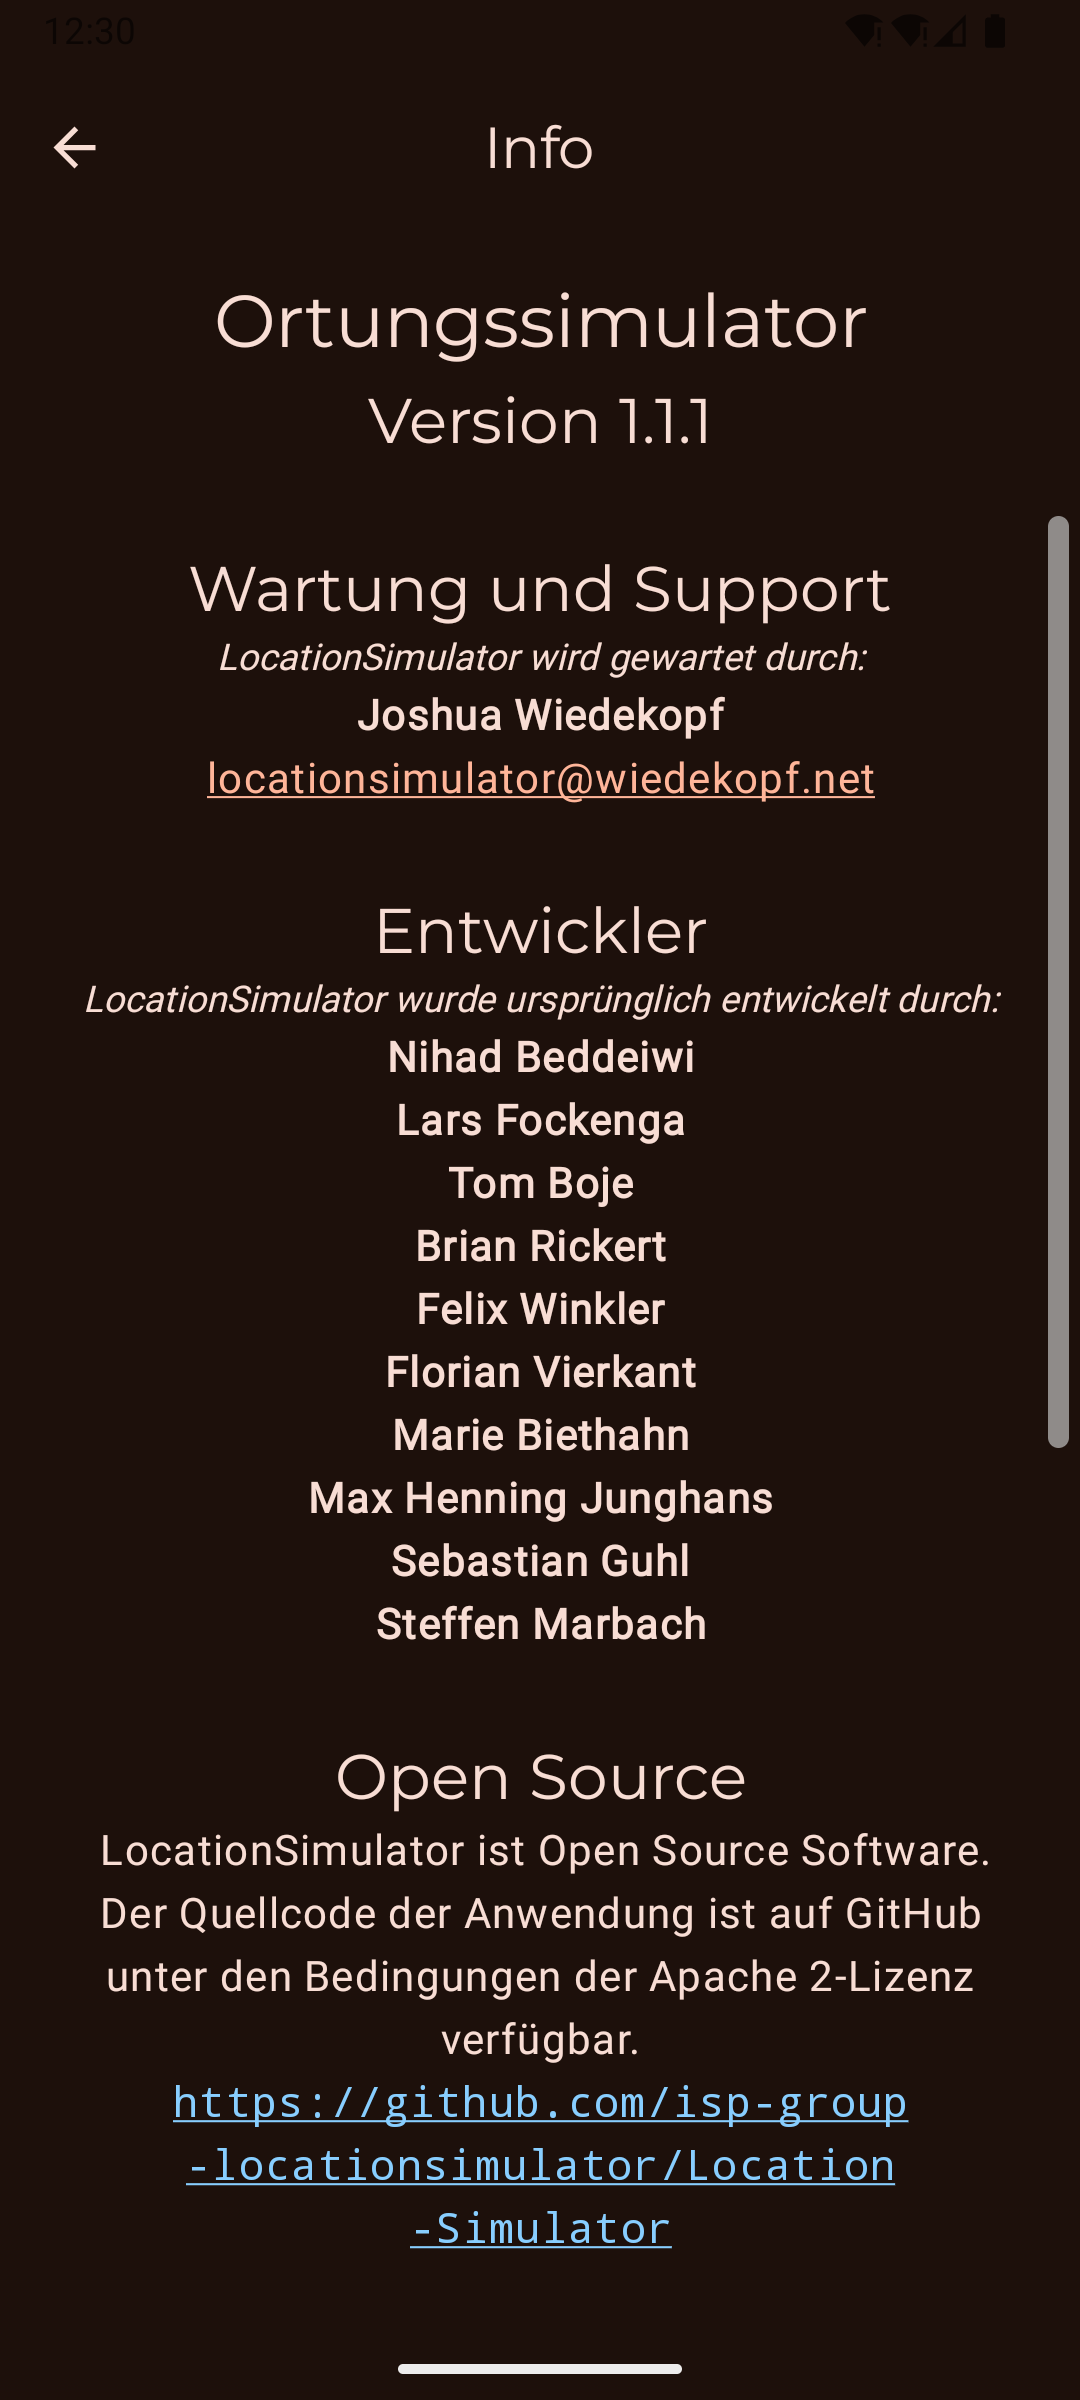 12:30
Info
Ortungssimulator
Version 1.1.1
Wartung und Support
LocationSimulator wird gewartet durch:
Joshua Wiedekopf
locationsimulator@wiedekopf.net
Entwickler
LocationSimulator wurde ursprünglich entwickelt durch:
Nihad Beddeiwi
Lars Fockenga
Tom Boje
Brian Rickert
Felix Winkler
Florian Vierkant
Marie Biethahn
Max Henning Junghans
Sebastian Guhl
Steffen Marbach
Open Source
LocationSimulator ist Open Source Software.
Der Quellcode der Anwendung ist auf GitHub
unter den Bedingungen der Apache 2-Lizenz
verfügbar.
https://github.com/isp-group
-locationsimulator/Location
-Simulator